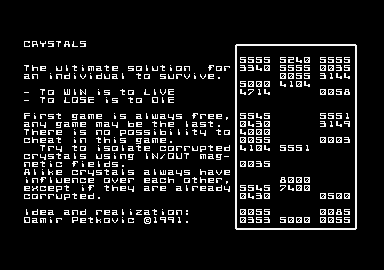 CRYSTALS
The ultimate solution for
an individual to survive.
- To WIN is to LIVE
- To LOSE is to DIE
First game is always free,
any game may be the last.
There is no possibility to
cheat in this game.
Try to isolate corrupted
crystals using IN/OUT mag-
netic fields.
Alike crystals always have
influence over each other,
except if they are already
corrupted.
Idea and realization:
Damir Petkovic ©1991.
5555 5240 5555
3340 5555 0035
0055 3144
5000 4104
4714 0058
5545 5551
0430 3149
4000
0055 0003
4104 5551
0035
8000
5545 7400
0430 0500
0055 0085
0353 5000 0055